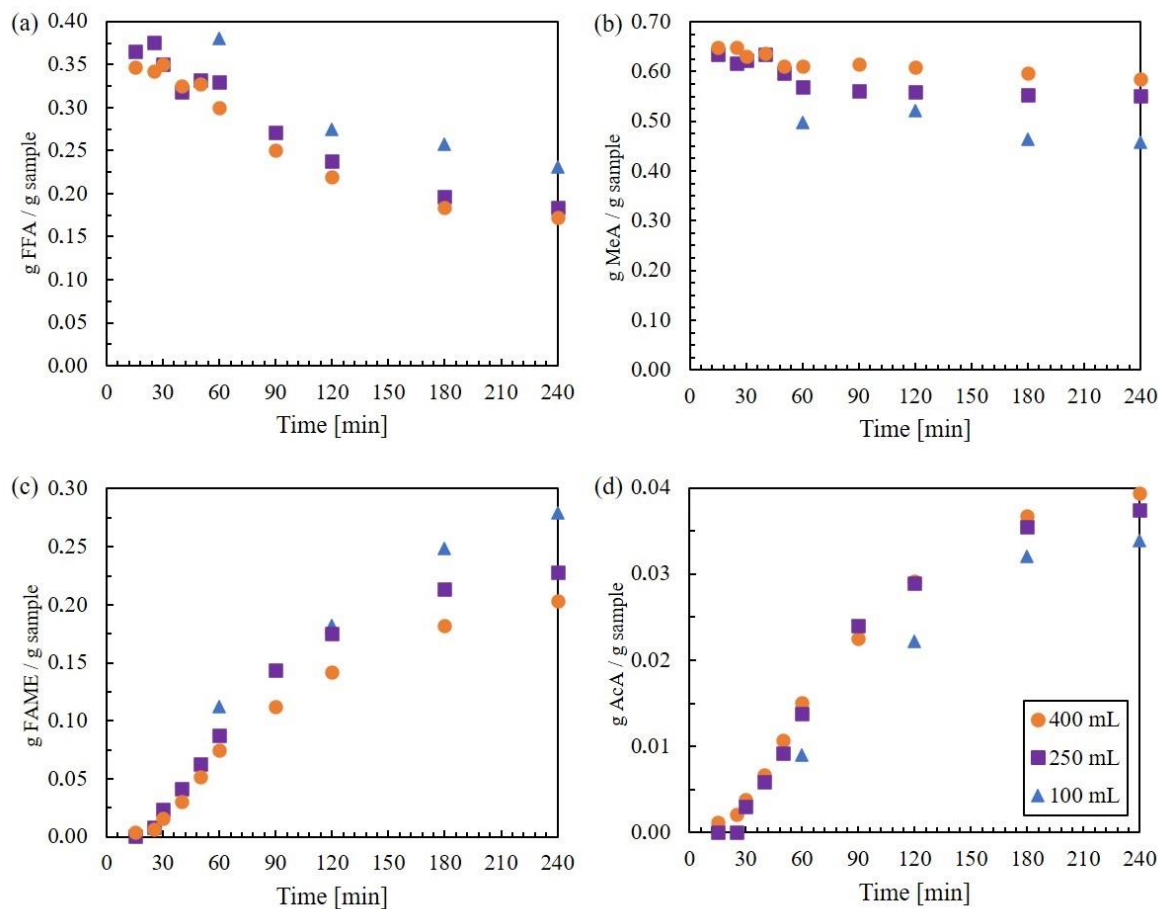 (a)
g FFA / g sample
0.40
0.35
0.30
0.25
0.20
0.15
0.10
0.05
0.00
0 30 60 90 120 150 180 210 240
Time [min]
(b)
g MeA / g sample
0.70
0.60
0.50
0.40
0.30
0.20
0.10
0.00
0 30 60 90 120 150 180 210 240
Time [min]
(c)
g FAME / g sample
0.30
0.25
0.20
0.15
0.10
0.05
0.00
0 30 60 90 120 150 180 210 240
Time [min]
(d)
g AcA / g sample
0.04
0.03
0.02
0.01
0.00
0 30 60 90 120 150 180 210 240
Time [min]
400 mL
250 mL
100 mL